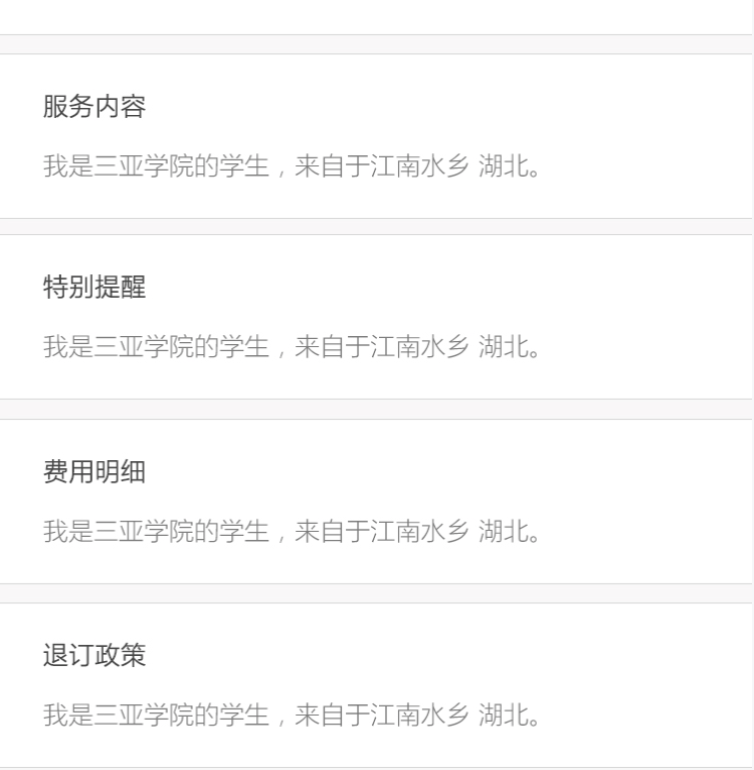 服务内容
我是三亚学院的学生，来自于江南水乡 湖北。
特别提醒
我是三亚学院的学生，来自于江南水乡 湖北。
费用明细
我是三亚学院的学生，来自于江南水乡 湖北。
退订政策
我是三亚学院的学生，来自于江南水乡 湖北。